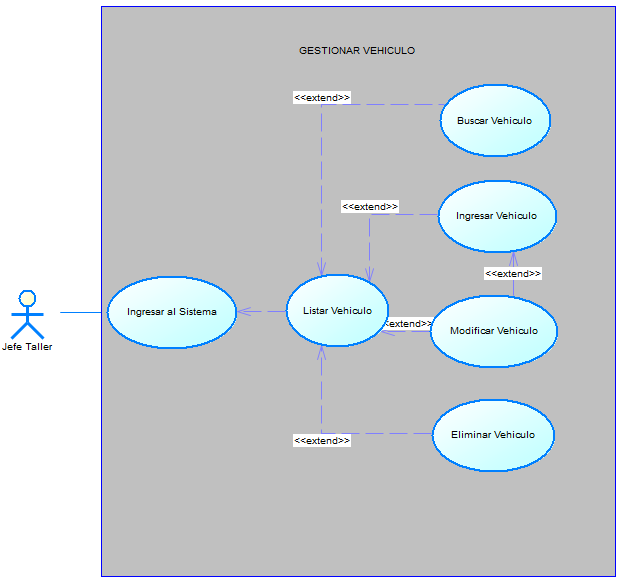 GESTIONAR VEHICULO
<<extend>>
Buscar Vehiculo
<<extend>>
Ingresar Vehiculo
<<extend>>
Ingresar al Sistema
Listar Vehiculo
extend>>
Modificar Vehiculo
Jefe Taller
<<extend>>
Eliminar Vehiculo